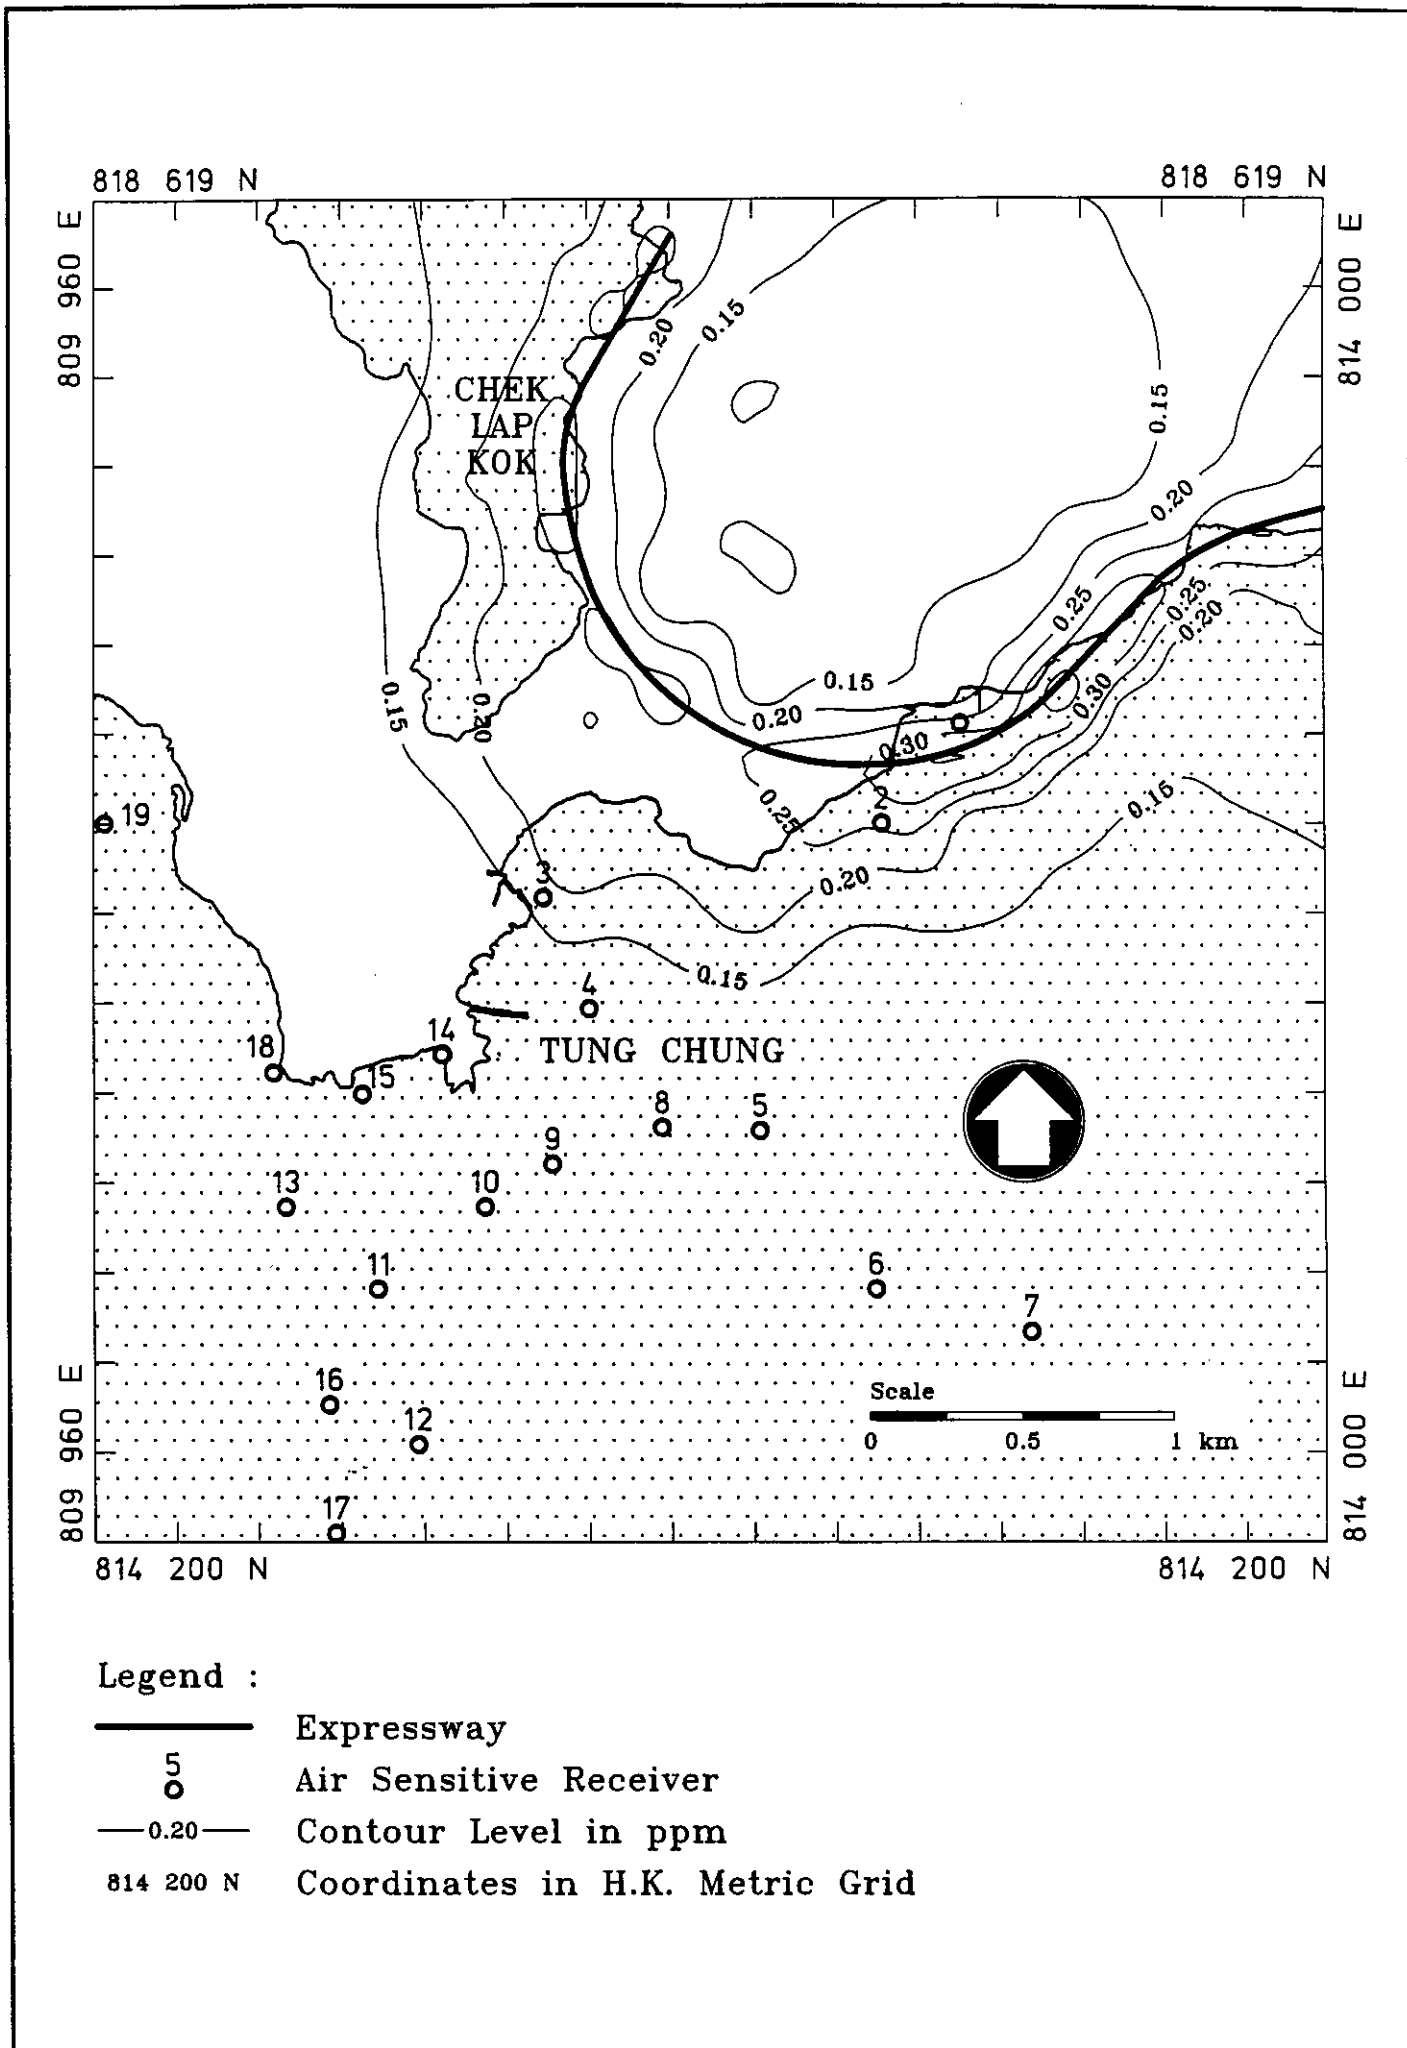 818 619 N
818 619 N
809 960 E
814 000 E
0.15
0.20
CHEK
LAP
KOK
0.15
0.20
0.25
0.25
0.20
0.15
0.20
0.15
0.20
0.30
1
0.30
2
0.25
0.15
19
3
0.20
0.15
4
14
TUNG CHUNG
18
15
8
5
9
13
10
11
6
7
Scale
0 0.5 1 km
16
12
17
809 960 E
814 000 E
814 200 N
814 200 N
Legend :
Expressway
5
Air Sensitive Receiver
0.20
Contour Level in ppm
814 200 N
Coordinates in H.K. Metric Grid